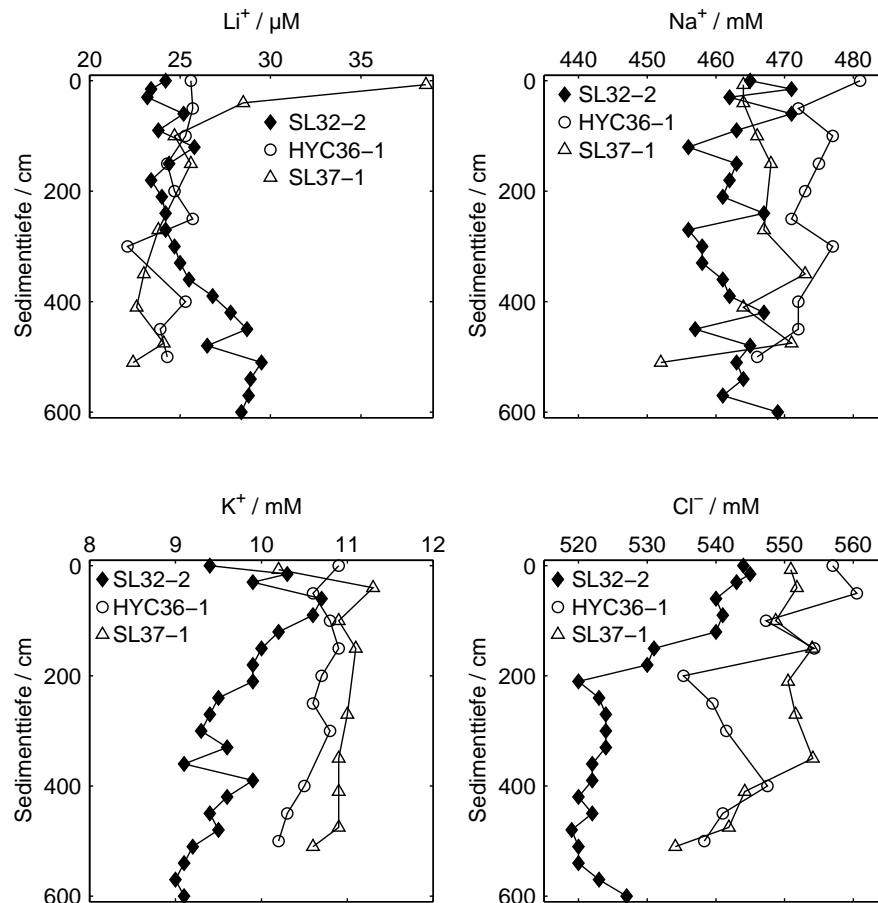 Li⁺ / µM
20 25 30 35
0
200
400
600
Sedimenttiefe / cm
SL32−2
HYC36−1
SL37−1
Na⁺ / mM
440 450 460 470 480
0
200
400
600
Sedimenttiefe / cm
SL32−2
HYC36−1
SL37−1
K⁺ / mM
8 9 10 11 12
0
200
400
600
Sedimenttiefe / cm
SL32−2
HYC36−1
SL37−1
Cl⁻ / mM
520 530 540 550 560
0
200
400
600
Sedimenttiefe / cm
SL32−2
HYC36−1
SL37−1